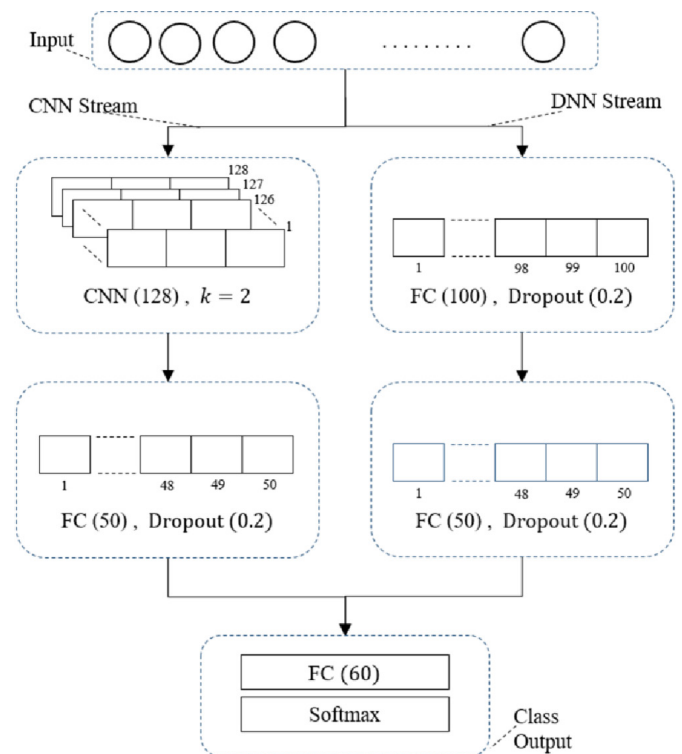 Input
. . . . . . . . .
CNN Stream
DNN Stream
128
127
126
1
CNN (128) , k = 2
1 98 99 100
FC (100) , Dropout (0.2)
1 48 49 50
FC (50) , Dropout (0.2)
1 48 49 50
FC (50) , Dropout (0.2)
FC (60)
Softmax
Class
Output